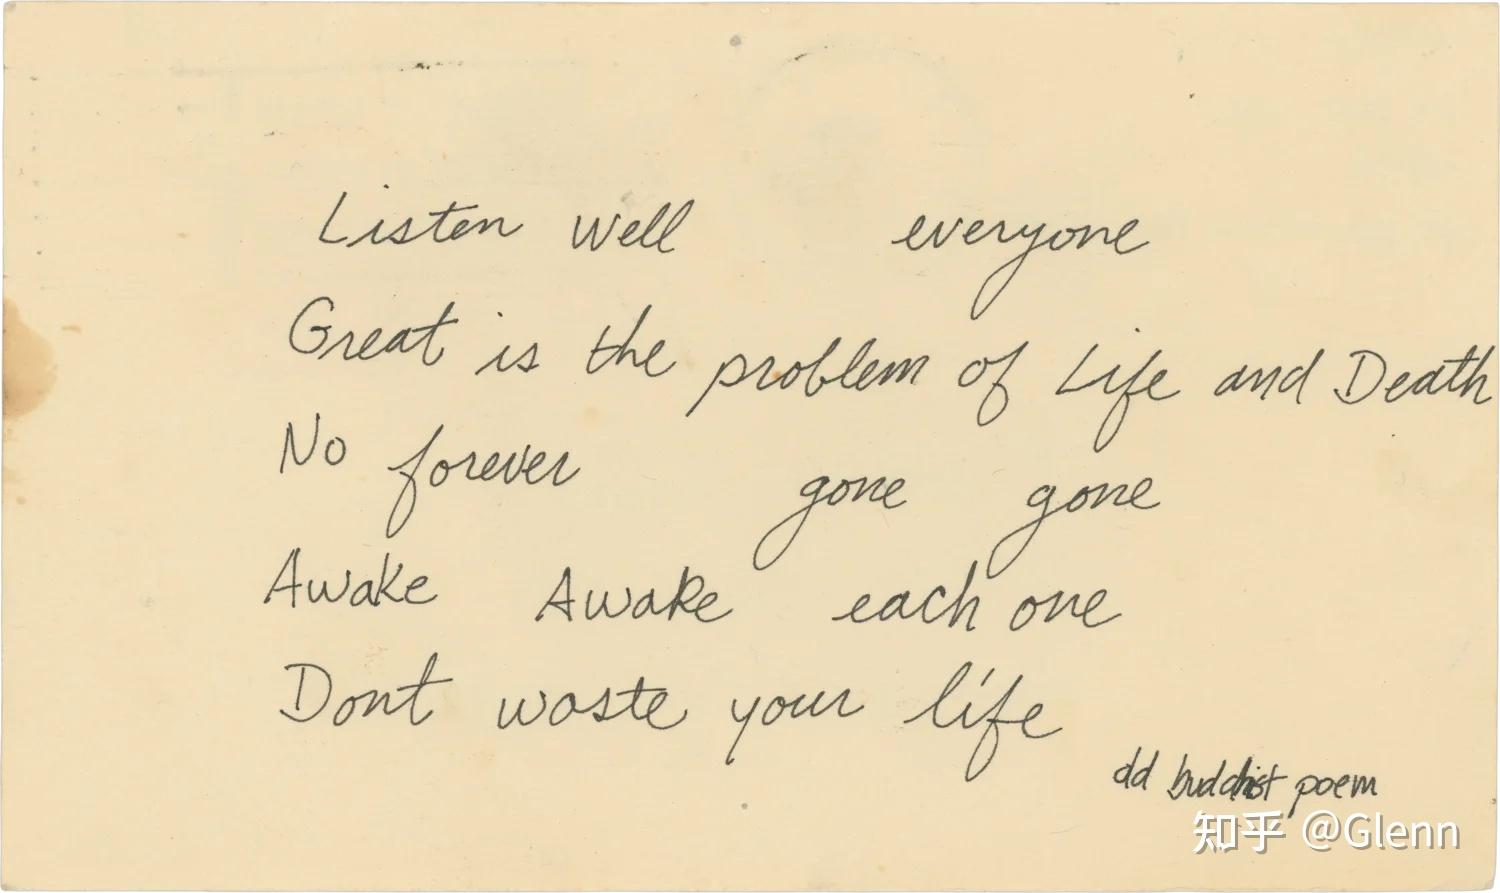 Listen well everyone
Great is the problem of Life and Death
No forever gone gone
Awake Awake each one
Dont waste your life
dd buddhist poem
知乎 @Glenn